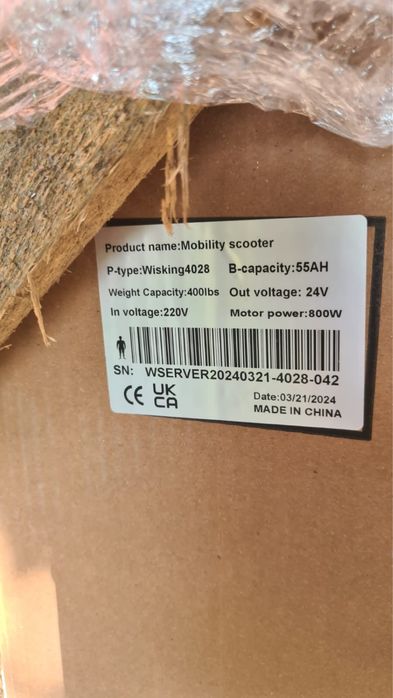 Product name:Mobility scooter
P-type:Wisking4028 B-capacity:55AH
Weight Capacity:400lbs Out voltage: 24V
In voltage:220V Motor power:800W
SN: WSERVER20240321-4028-042
CE UK CA Date:03/21/2024
MADE IN CHINA